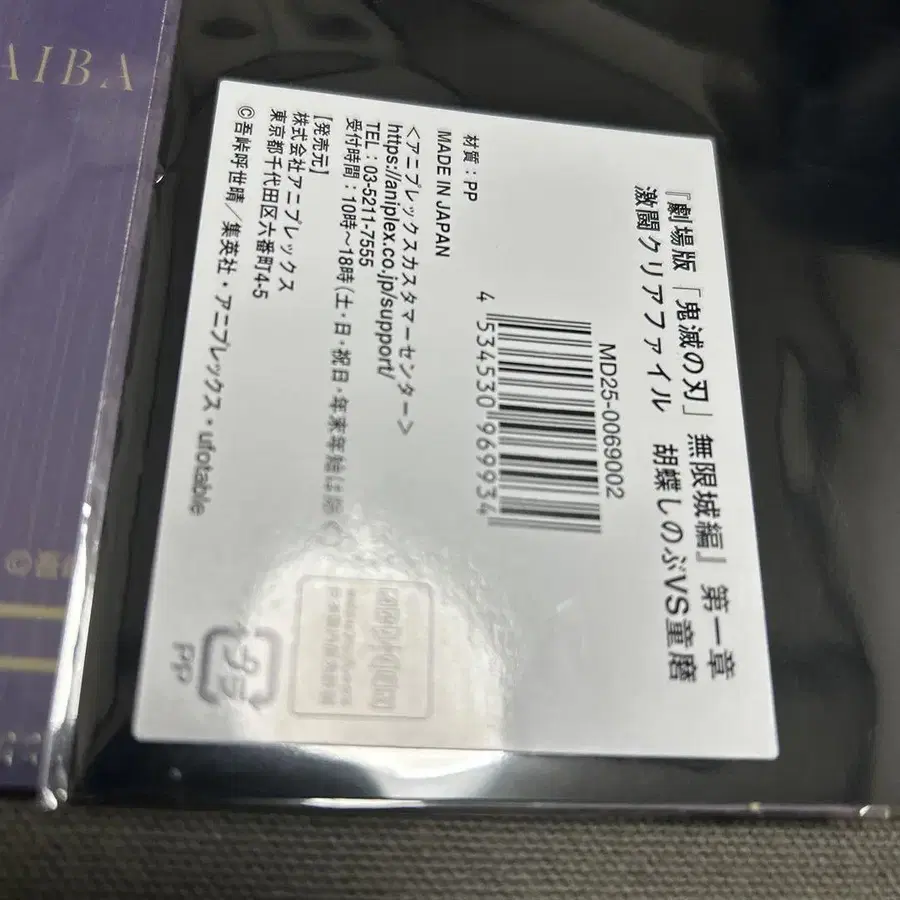 『劇場版「鬼滅の刃」無限城編』第一章
激闘クリアファイル 胡蝶しのぶVS童磨
MD25-0069002
4 534530 969934
材質：PP
MADE IN JAPAN
＜アニプレックスカスタマーセンター＞
https://aniplex.co.jp/support/
TEL：03-5211-7555
受付時間：10時～18時(土・日・祝日・年末年始は除く)
【発売元】
株式会社アニプレックス
東京都千代田区六番町4-5
©吾峠呼世晴／集英社・アニプレックス・ufotable
プラ
PP
AIBA